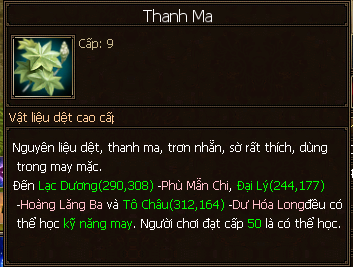 Thanh Ma
Cấp: 9
Vật liệu dệt cao cấp
Nguyên liệu dệt, thanh ma, trơn nhẵn, sờ rất thích, dùng
trong may mặc.
Đến Lạc Dương(290,308) -Phù Mẫn Chi, Đại Lý(244,177)
-Hoàng Lăng Ba và Tô Châu(312,164) -Dư Hóa Longđều có
thể học kỹ năng may. Người chơi đạt cấp 50 là có thể học.